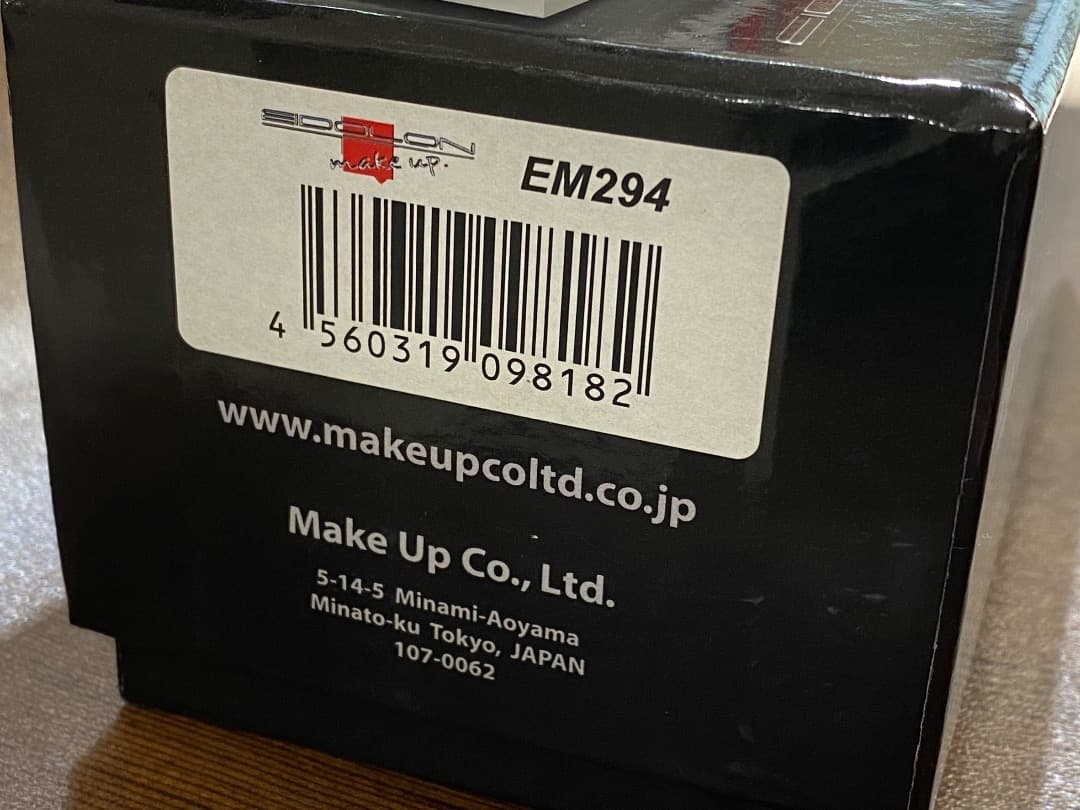 EIDOLON
make up.
EM294
4 560319 098182
www.makeupcoltd.co.jp
Make Up Co., Ltd.
5-14-5 Minami-Aoyama
Minato-ku Tokyo, JAPAN
107-0062